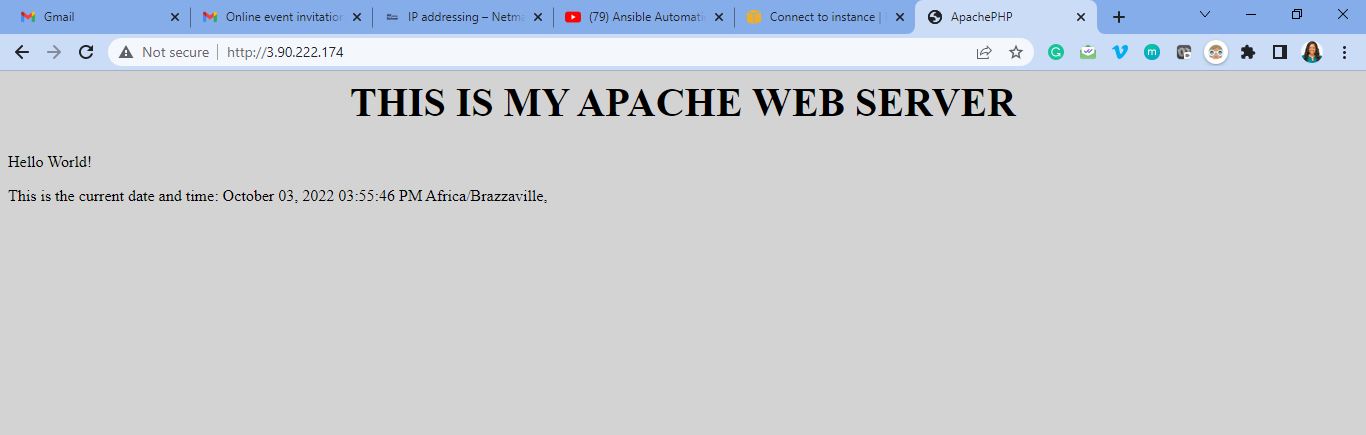 Gmail
Online event invitation
IP addressing – Netma
(79) Ansible Automati
Connect to instance |
ApachePHP
Not secure | http://3.90.222.174
THIS IS MY APACHE WEB SERVER
Hello World!
This is the current date and time: October 03, 2022 03:55:46 PM Africa/Brazzaville,